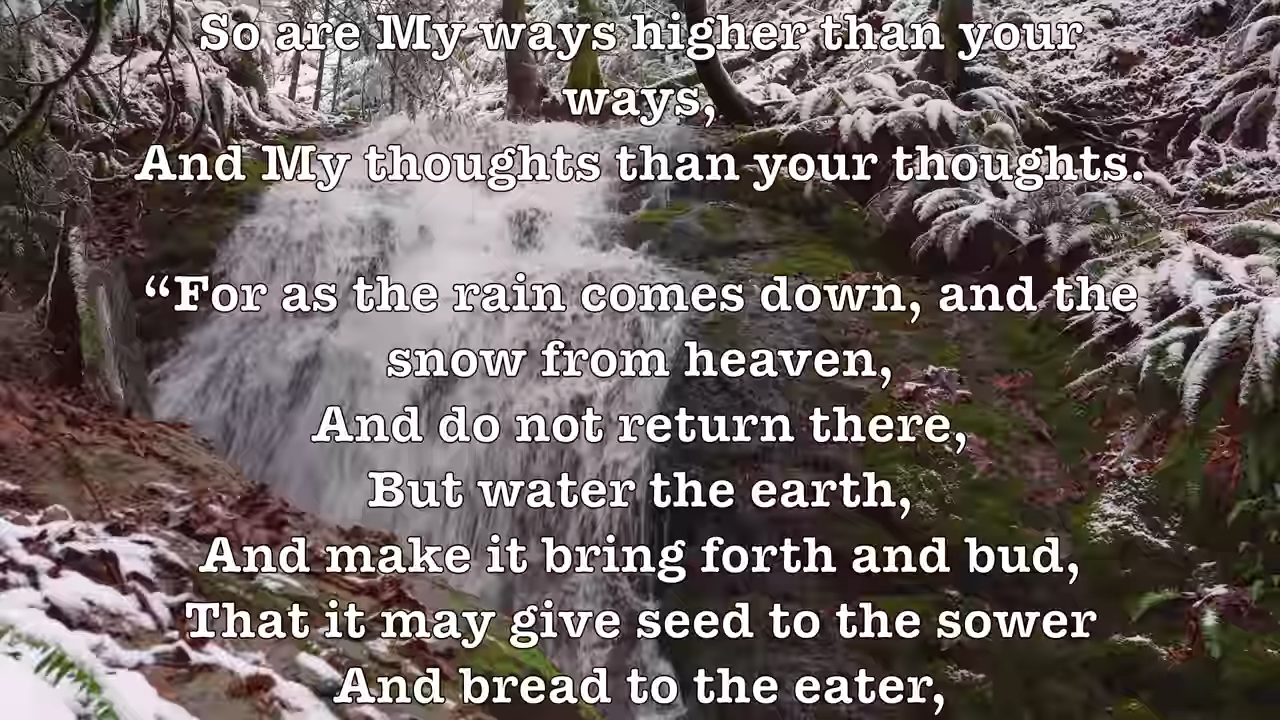 So are My ways higher than your
ways,
And My thoughts than your thoughts.
“For as the rain comes down, and the
snow from heaven,
And do not return there,
But water the earth,
And make it bring forth and bud,
That it may give seed to the sower
And bread to the eater,